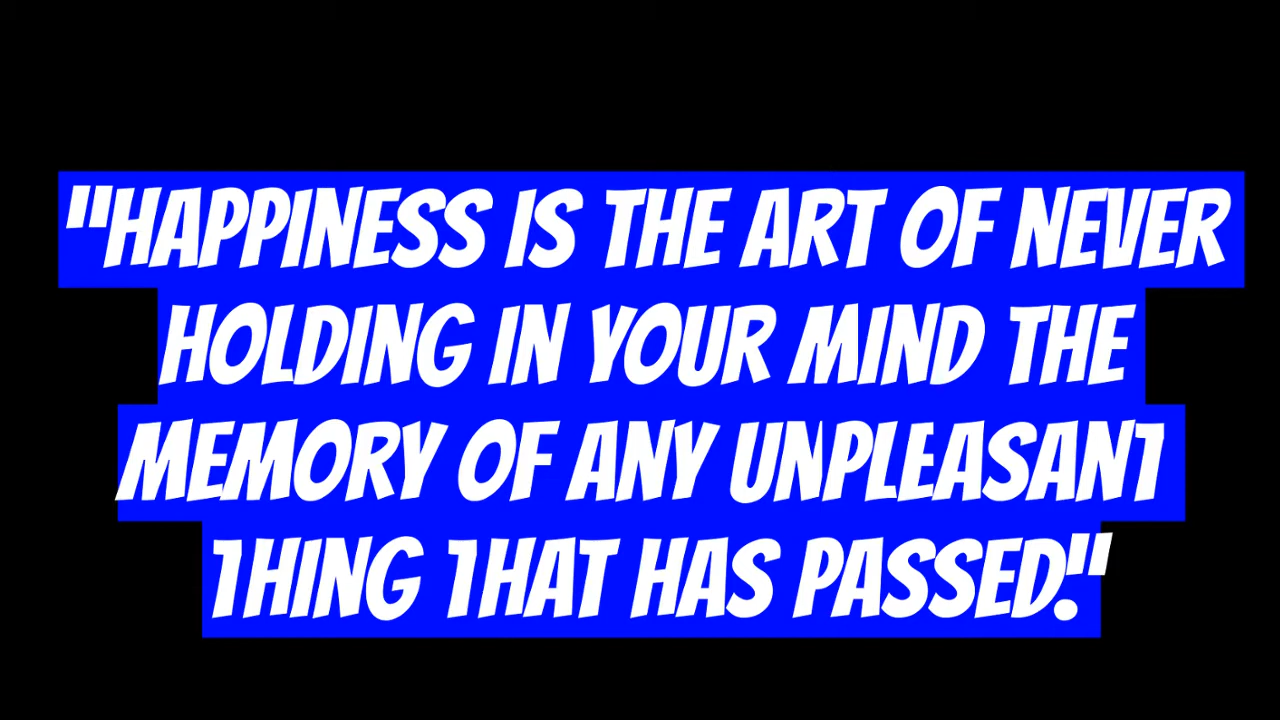 "HAPPINESS IS THE ART OF NEVER
HOLDING IN YOUR MIND THE
MEMORY OF ANY UNPLEASANT
THING THAT HAS PASSED."